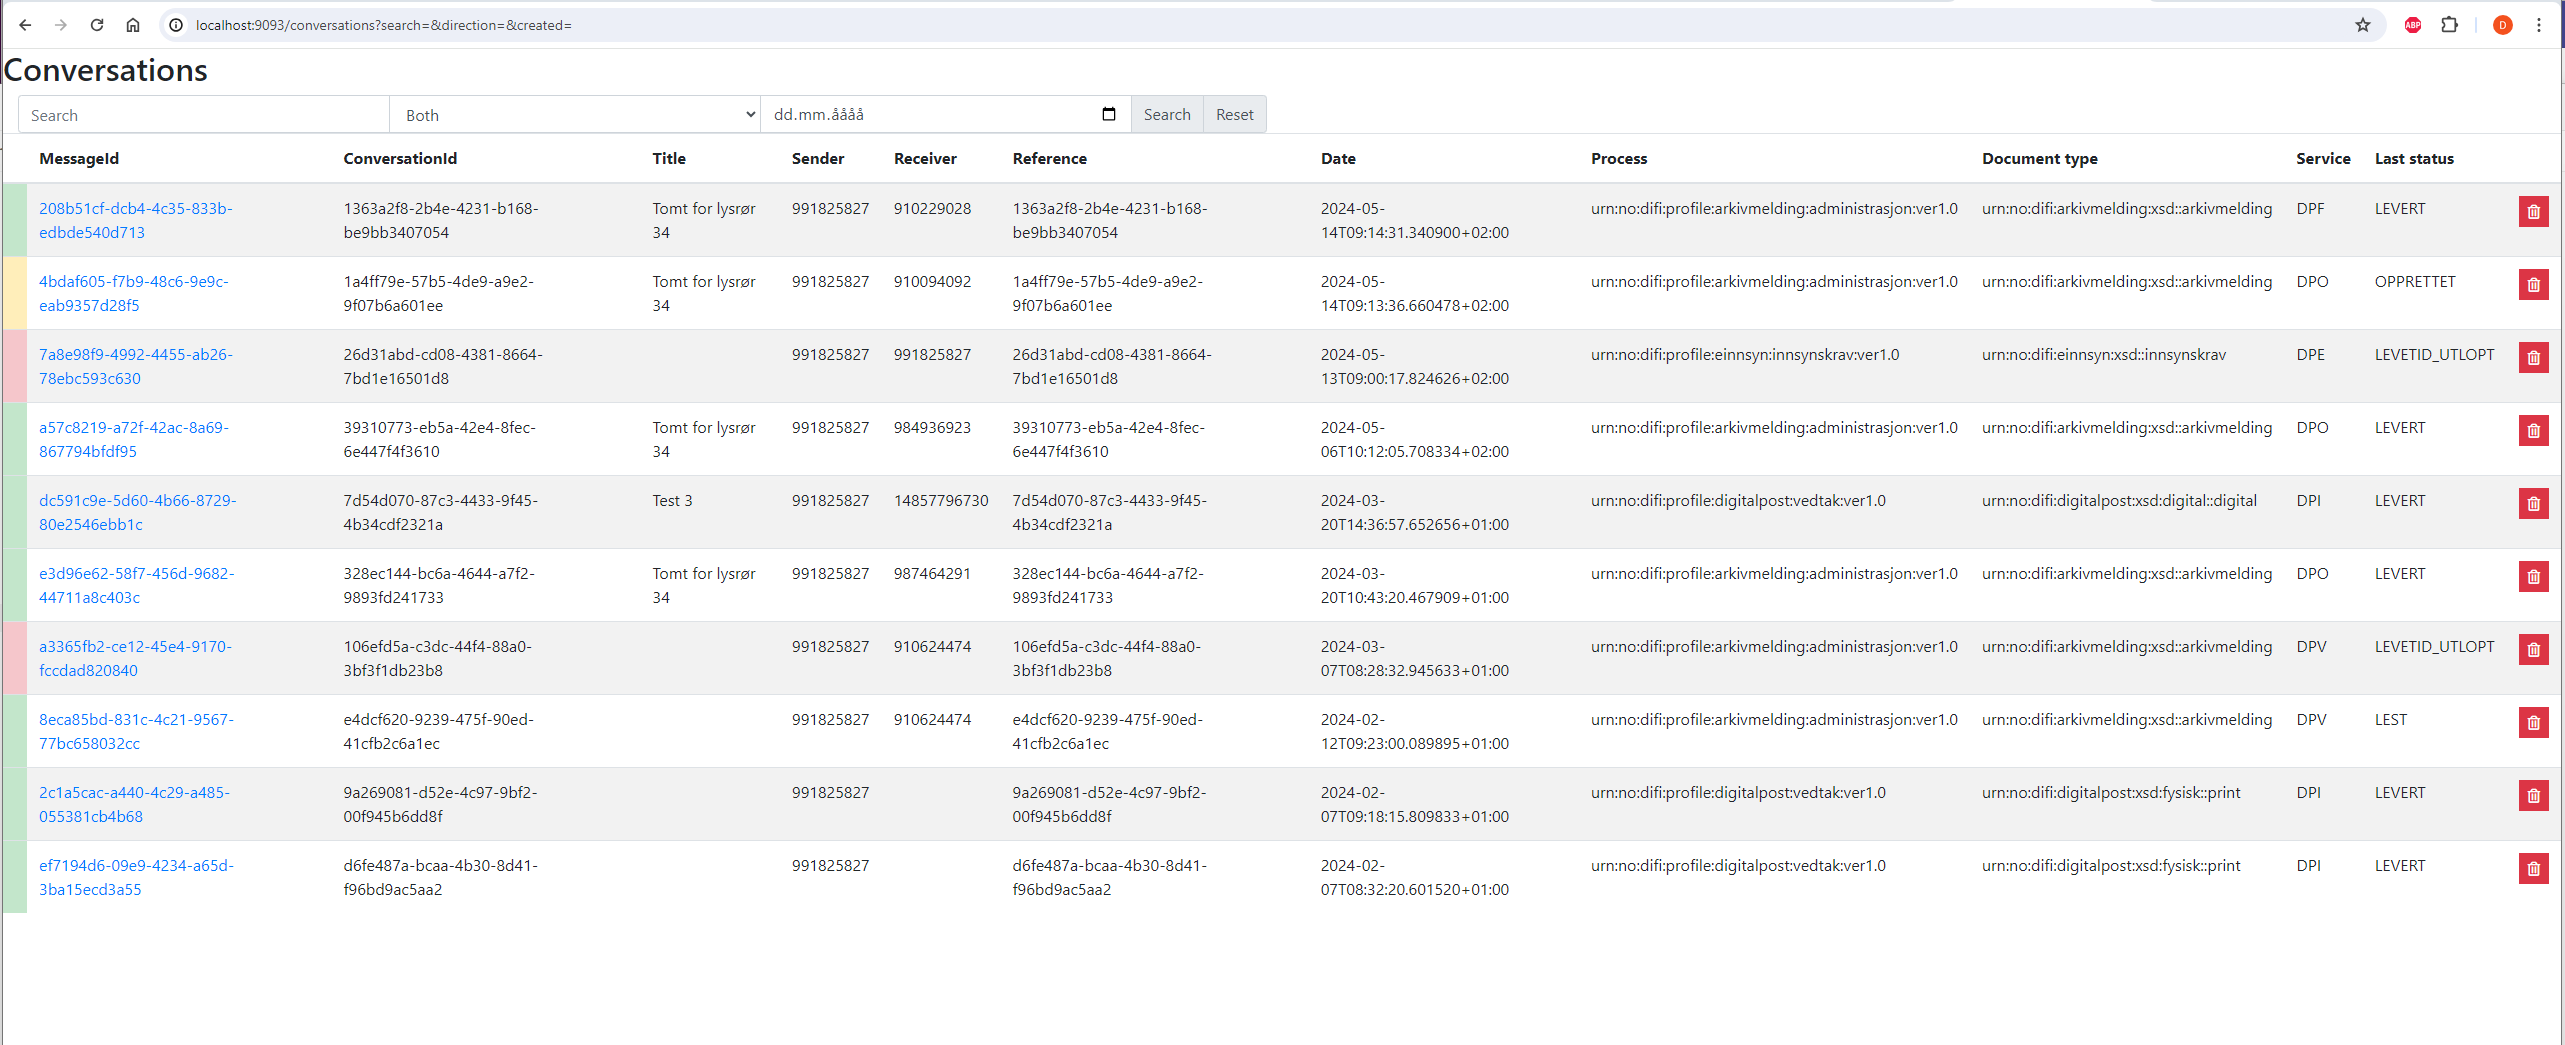 localhost:9093/conversations?search=&direction=&created=
ABP
D
Conversations
Search Both dd.mm.åååå Search Reset
MessageId ConversationId Title Sender Receiver Reference Date Process Document type Service Last status
208b51cf-dcb4-4c35-833b- 1363a2f8-2b4e-4231-b168- Tomt for lysrør 991825827 910229028 1363a2f8-2b4e-4231-b168- 2024-05- urn:no:difi:profile:arkivmelding:administrasjon:ver1.0 urn:no:difi:arkivmelding:xsd::arkivmelding DPF LEVERT
edbde540d713 be9bb3407054 34 be9bb3407054 14T09:14:31.340900+02:00
4bdaf605-f7b9-48c6-9e9c- 1a4ff79e-57b5-4de9-a9e2- Tomt for lysrør 991825827 910094092 1a4ff79e-57b5-4de9-a9e2- 2024-05- urn:no:difi:profile:arkivmelding:administrasjon:ver1.0 urn:no:difi:arkivmelding:xsd::arkivmelding DPO OPPRETTET
eab9357d28f5 9f07b6a601ee 34 9f07b6a601ee 14T09:13:36.660478+02:00
7a8e98f9-4992-4455-ab26- 26d31abd-cd08-4381-8664- 991825827 991825827 26d31abd-cd08-4381-8664- 2024-05- urn:no:difi:profile:einnsyn:innsynskrav:ver1.0 urn:no:difi:einnsyn:xsd::innsynskrav DPE LEVETID_UTLOPT
78ebc593c630 7bd1e16501d8 7bd1e16501d8 13T09:00:17.824626+02:00
a57c8219-a72f-42ac-8a69- 39310773-eb5a-42e4-8fec- Tomt for lysrør 991825827 984936923 39310773-eb5a-42e4-8fec- 2024-05- urn:no:difi:profile:arkivmelding:administrasjon:ver1.0 urn:no:difi:arkivmelding:xsd::arkivmelding DPO LEVERT
867794bfdf95 6e447f4f3610 34 6e447f4f3610 06T10:12:05.708334+02:00
dc591c9e-5d60-4b66-8729- 7d54d070-87c3-4433-9f45- Test 3 991825827 14857796730 7d54d070-87c3-4433-9f45- 2024-03- urn:no:difi:profile:digitalpost:vedtak:ver1.0 urn:no:difi:digitalpost:xsd:digital::digital DPI LEVERT
80e2546ebb1c 4b34cdf2321a 4b34cdf2321a 20T14:36:57.652656+01:00
e3d96e62-58f7-456d-9682- 328ec144-bc6a-4644-a7f2- Tomt for lysrør 991825827 987464291 328ec144-bc6a-4644-a7f2- 2024-03- urn:no:difi:profile:arkivmelding:administrasjon:ver1.0 urn:no:difi:arkivmelding:xsd::arkivmelding DPO LEVERT
44711a8c403c 9893fd241733 34 9893fd241733 20T10:43:20.467909+01:00
a3365fb2-ce12-45e4-9170- 106efd5a-c3dc-44f4-88a0- 991825827 910624474 106efd5a-c3dc-44f4-88a0- 2024-03- urn:no:difi:profile:arkivmelding:administrasjon:ver1.0 urn:no:difi:arkivmelding:xsd::arkivmelding DPV LEVETID_UTLOPT
fccdad820840 3bf3f1db23b8 3bf3f1db23b8 07T08:28:32.945633+01:00
8eca85bd-831c-4c21-9567- e4dcf620-9239-475f-90ed- 991825827 910624474 e4dcf620-9239-475f-90ed- 2024-02- urn:no:difi:profile:arkivmelding:administrasjon:ver1.0 urn:no:difi:arkivmelding:xsd::arkivmelding DPV LEST
77bc658032cc 41cfb2c6a1ec 41cfb2c6a1ec 12T09:23:00.089895+01:00
2c1a5cac-a440-4c29-a485- 9a269081-d52e-4c97-9bf2- 991825827 9a269081-d52e-4c97-9bf2- 2024-02- urn:no:difi:profile:digitalpost:vedtak:ver1.0 urn:no:difi:digitalpost:xsd:fysisk::print DPI LEVERT
055381cb4b68 00f945b6dd8f 00f945b6dd8f 07T09:18:15.809833+01:00
ef7194d6-09e9-4234-a65d- d6fe487a-bcaa-4b30-8d41- 991825827 d6fe487a-bcaa-4b30-8d41- 2024-02- urn:no:difi:profile:digitalpost:vedtak:ver1.0 urn:no:difi:digitalpost:xsd:fysisk::print DPI LEVERT
3ba15ecd3a55 f96bd9ac5aa2 f96bd9ac5aa2 07T08:32:20.601520+01:00